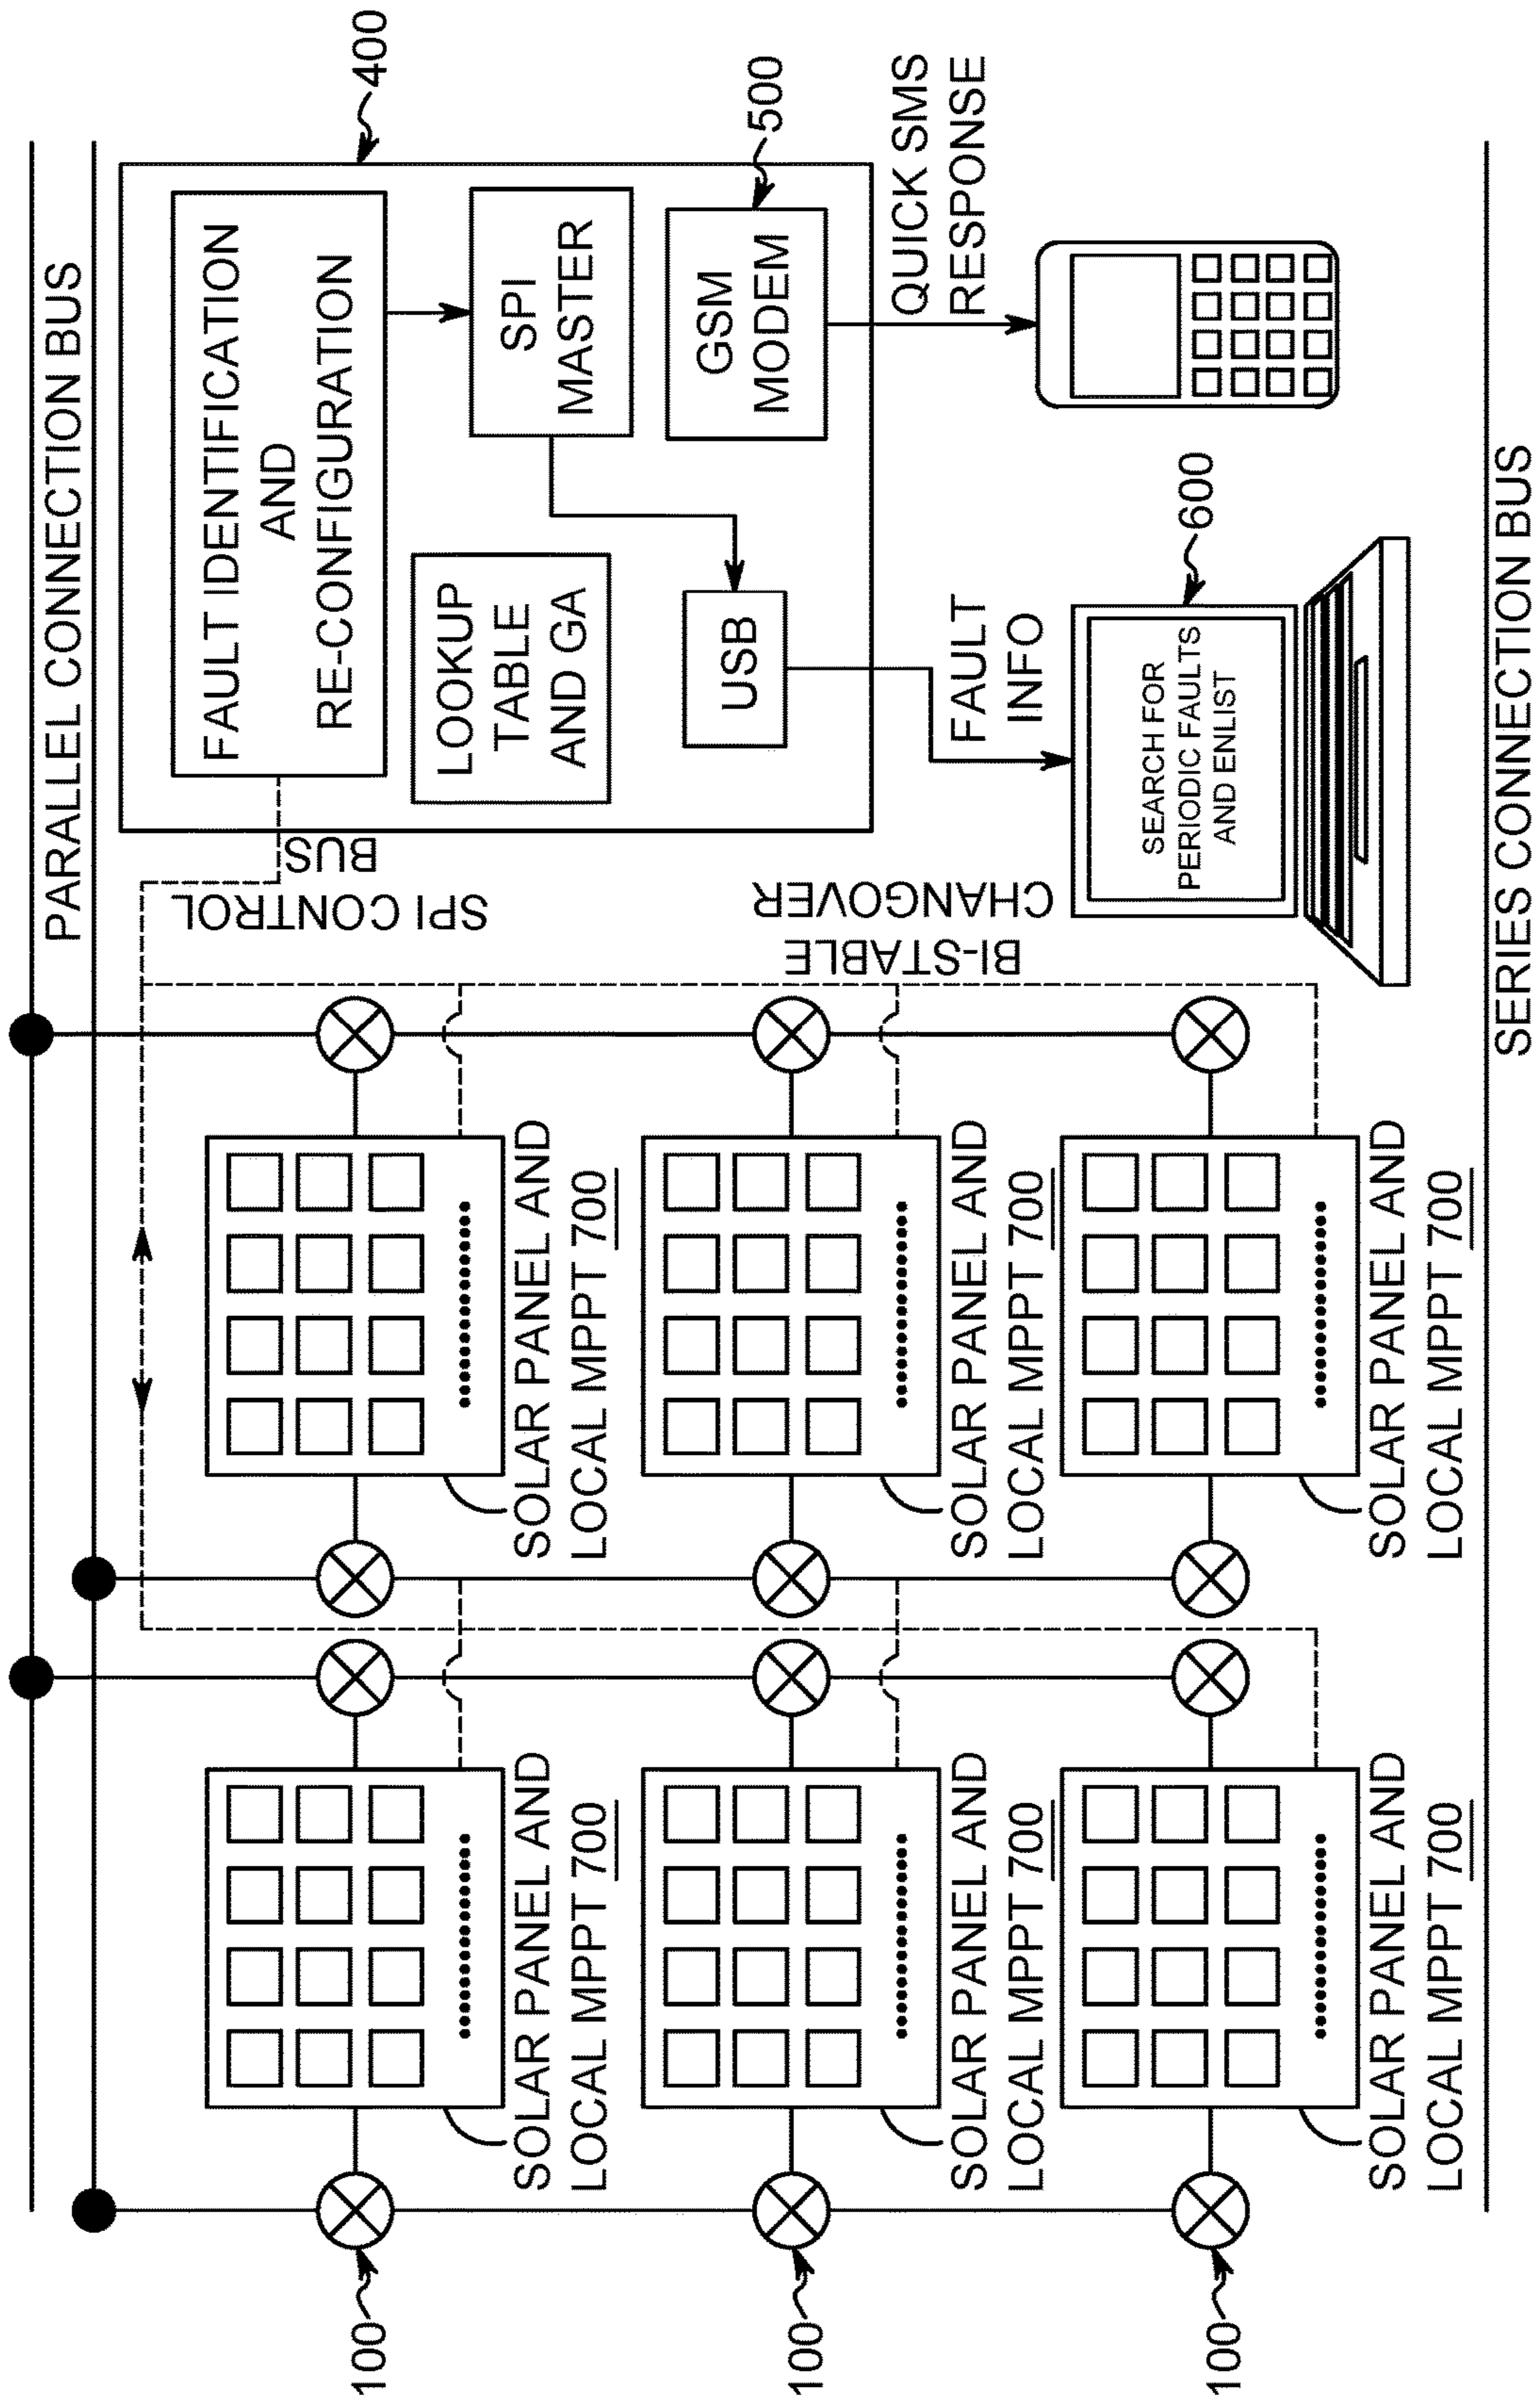 PARALLEL CONNECTION BUS
400
FAULT IDENTIFICATION
AND
RE-CONFIGURATION
SPI
MASTER
LOOKUP
TABLE
AND GA
500
GSM
MODEM
USB
SPI CONTROL
BUS
BI-STABLE
CHANGOVER
QUICK SMS
RESPONSE
FAULT
INFO
600
SEARCH FOR
PERIODIC FAULTS
AND ENLIST
100
SOLAR PANEL AND
LOCAL MPPT 700
SOLAR PANEL AND
LOCAL MPPT 700
100
SOLAR PANEL AND
LOCAL MPPT 700
SOLAR PANEL AND
LOCAL MPPT 700
100
SOLAR PANEL AND
LOCAL MPPT 700
SOLAR PANEL AND
LOCAL MPPT 700
SERIES CONNECTION BUS